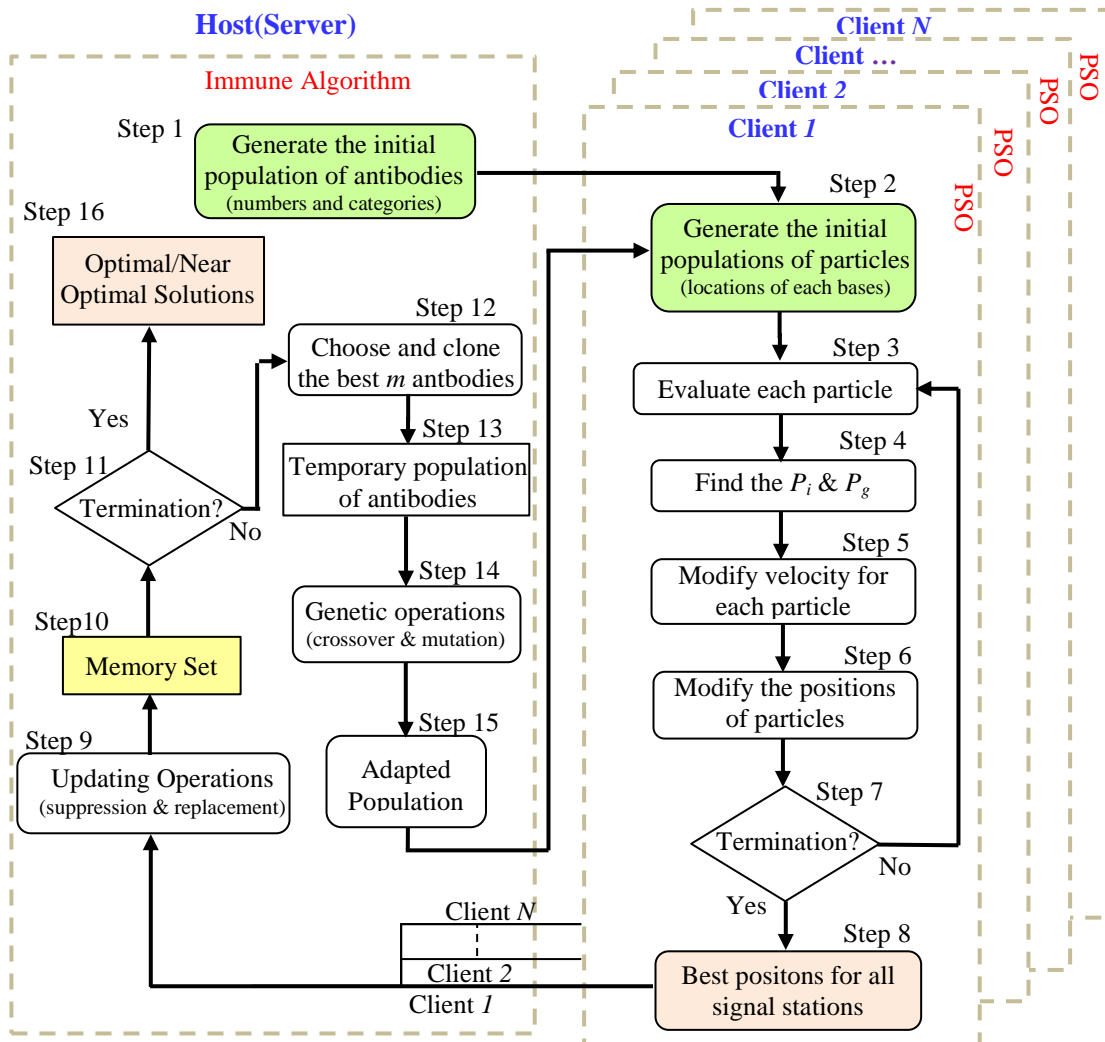 Host(Server)
Immune Algorithm
Step 1
Generate the initial
population of antibodies
(numbers and categories)
Step 16
Optimal/Near
Optimal Solutions
Step 12
Choose and clone
the best m antbodies
Yes
Step 11
Termination?
No
Step 13
Temporary population
of antibodies
Step 14
Genetic operations
(crossover & mutation)
Step10
Memory Set
Step 15
Adapted
Population
Step 9
Updating Operations
(suppression & replacement)
Client N
Client 2
Client 1
Client N
PSO
Client …
PSO
Client 2
PSO
Client 1
PSO
Step 2
Generate the initial
populations of particles
(locations of each bases)
Step 3
Evaluate each particle
Step 4
Find the Pi & Pg
Step 5
Modify velocity for
each particle
Step 6
Modify the positions
of particles
Step 7
Termination?
No
Yes
Step 8
Best positons for all
signal stations